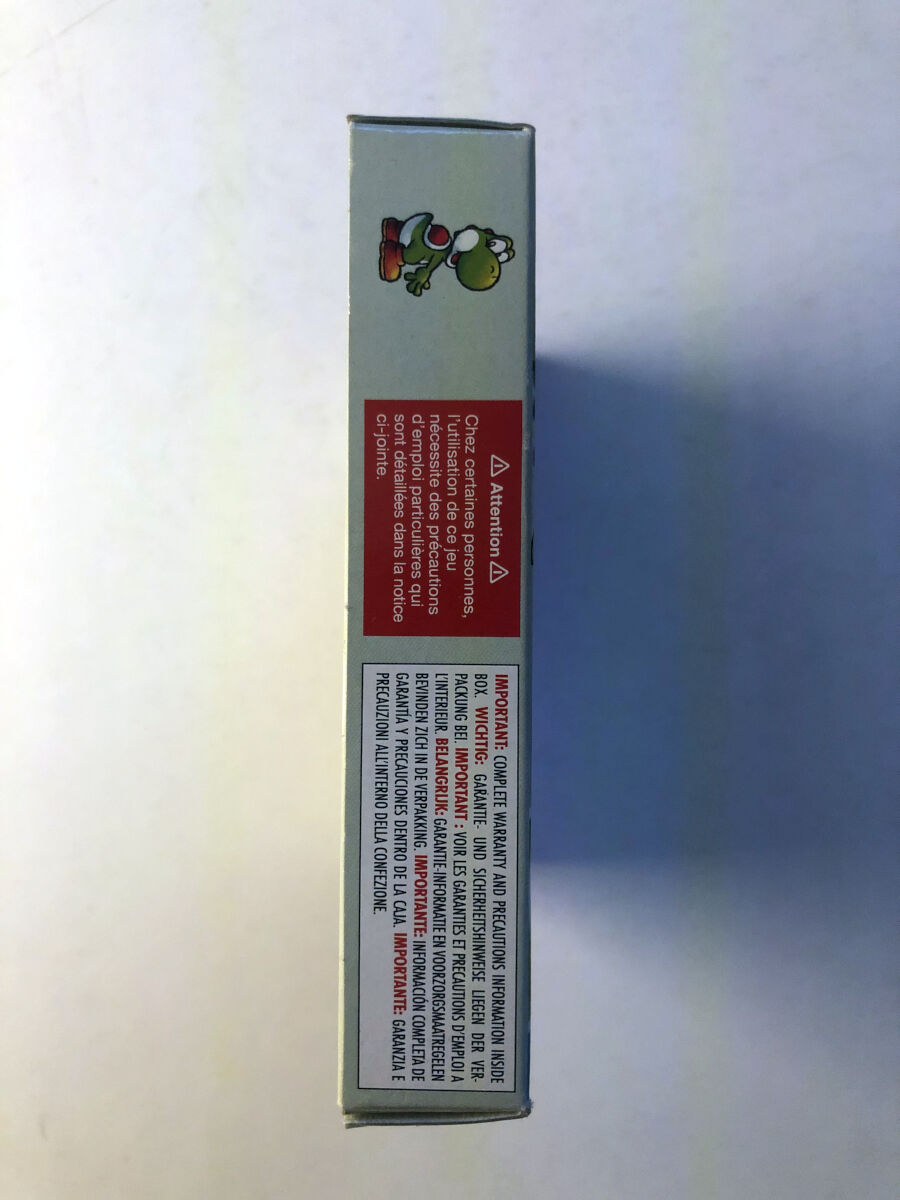 ⚠ Attention ⚠
Chez certaines personnes,
l'utilisation de ce jeu
nécessite des précautions
d'emploi particulières qui
sont détaillées dans la notice
ci-jointe.
IMPORTANT: COMPLETE WARRANTY AND PRECAUTIONS INFORMATION INSIDE
BOX. WICHTIG: GARANTIE- UND SICHERHEITSHINWEISE LIEGEN DER VER-
PACKUNG BEI. IMPORTANT : VOIR LES GARANTIES ET PRECAUTIONS D'EMPLOI A
L'INTERIEUR. BELANGRIJK: GARANTIE-INFORMATIE EN VOORZORGSMAATREGELEN
BEVINDEN ZICH IN DE VERPAKKING. IMPORTANTE: INFORMACIÓN COMPLETA DE
GARANTÍA Y PRECAUCIONES DENTRO DE LA CAJA. IMPORTANTE: GARANZIA E
PRECAUZIONI ALL'INTERNO DELLA CONFEZIONE.